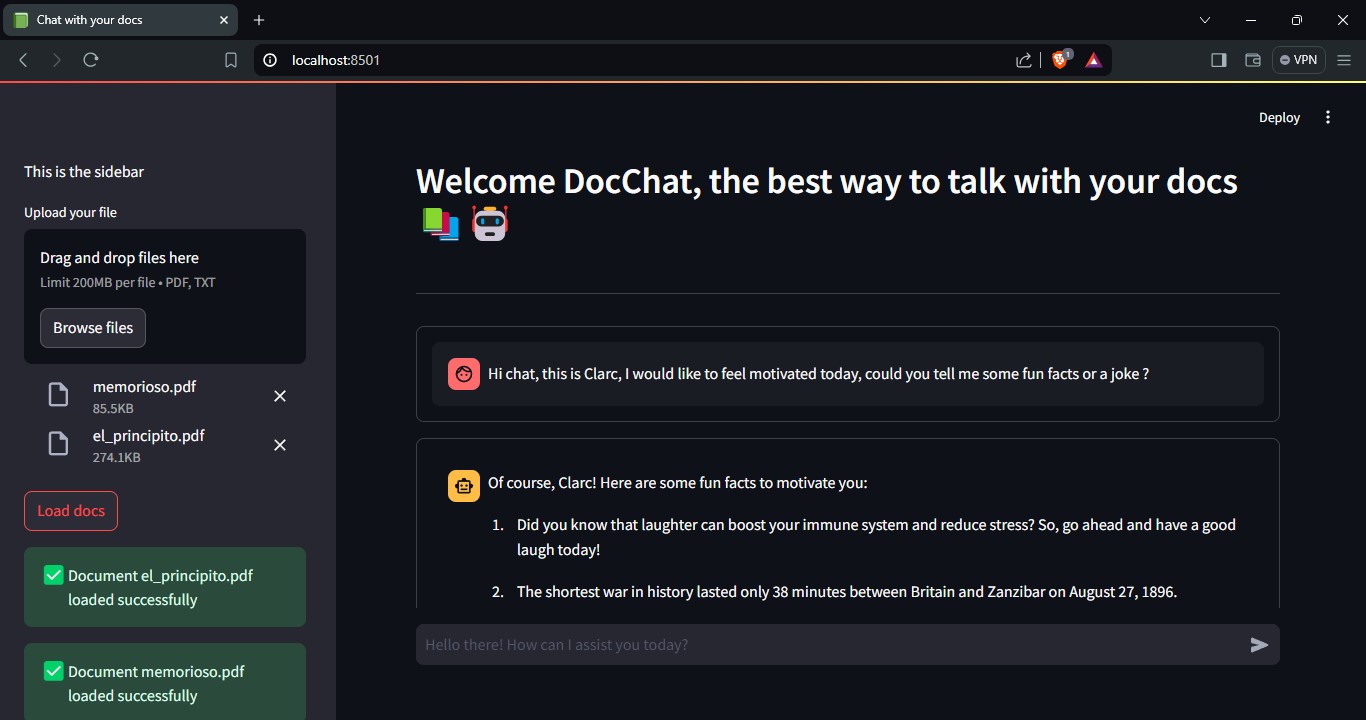 Chat with your docs
localhost:8501
1
VPN
Deploy
This is the sidebar
Upload your file
Drag and drop files here
Limit 200MB per file • PDF, TXT
Browse files
memorioso.pdf
85.5KB
el_principito.pdf
274.1KB
Load docs
Document el_principito.pdf
loaded successfully
Document memorioso.pdf
loaded successfully
Welcome DocChat, the best way to talk with your docs
Hi chat, this is Clarc, I would like to feel motivated today, could you tell me some fun facts or a joke ?
Of course, Clarc! Here are some fun facts to motivate you:
1. Did you know that laughter can boost your immune system and reduce stress? So, go ahead and have a good
laugh today!
2. The shortest war in history lasted only 38 minutes between Britain and Zanzibar on August 27, 1896.
Hello there! How can I assist you today?